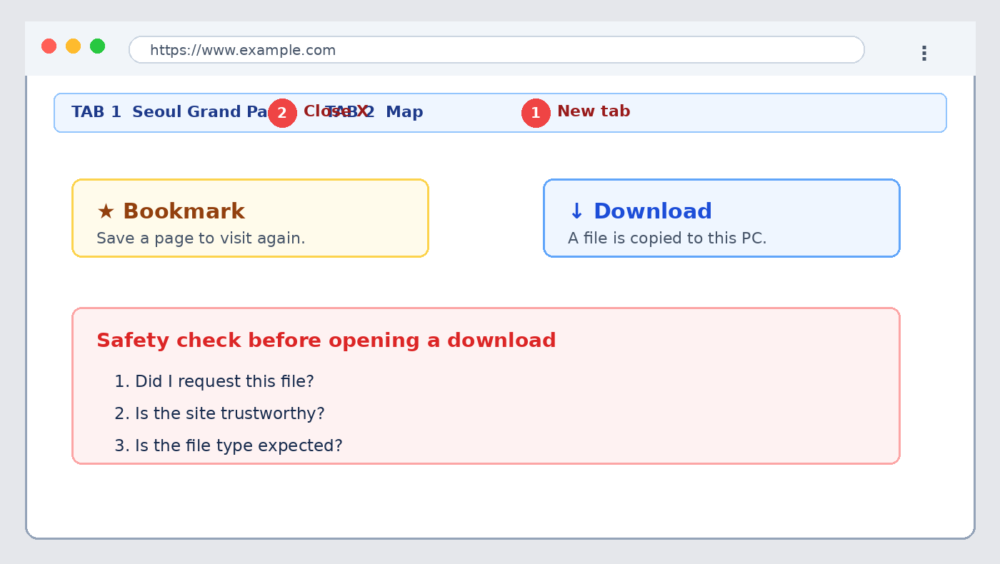 https://www.example.com
TAB 1 Seoul Grand Pa
2 Close X
TAB 2 Map
1 New tab
★ Bookmark
Save a page to visit again.
↓ Download
A file is copied to this PC.
Safety check before opening a download
1. Did I request this file?
2. Is the site trustworthy?
3. Is the file type expected?